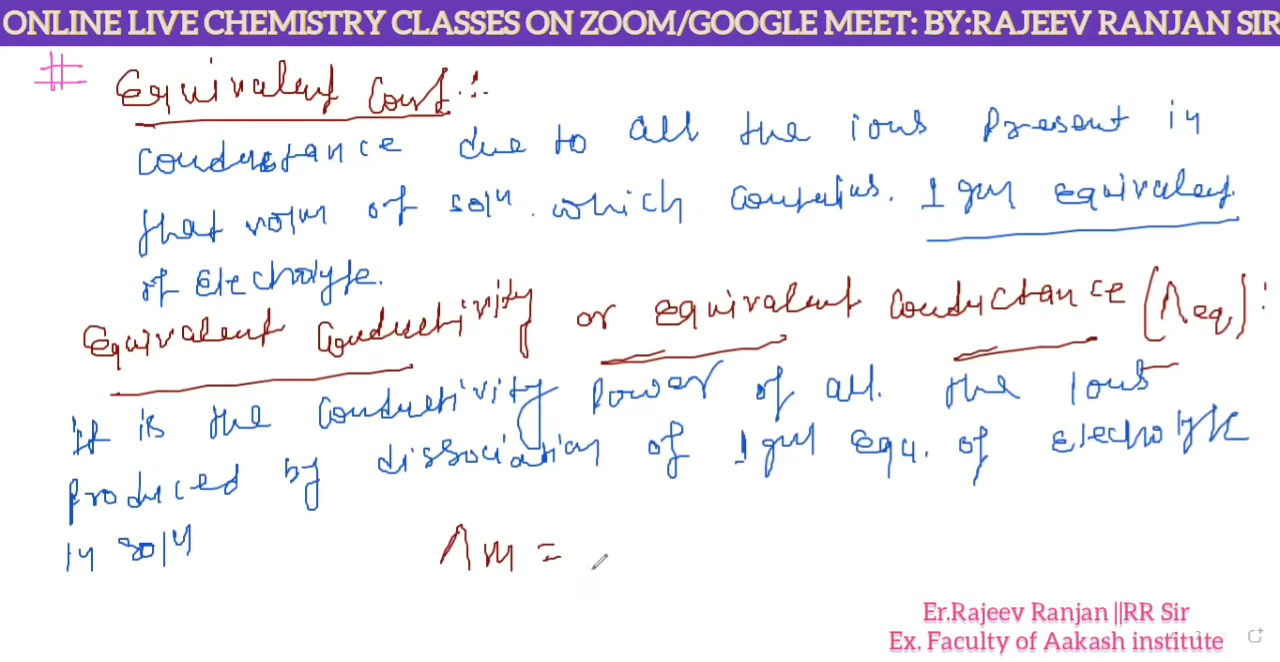 ONLINE LIVE CHEMISTRY CLASSES ON ZOOM/GOOGLE MEET: BY:RAJEEV RANJAN SIR
# Equivalent Cont :-
Conductance due to all the ions present in
that volm of soln. which contains. 1 gm equivalent
of Electrolyte.
Equivalent Conductivity or equivalent Conductance (Λeq.) :
It is the Conductivity power of all. the Ions
produced by dissociation of 1 gm eq4. of Electrolyte
in soln
Λm =
Er.Rajeev Ranjan ||RR Sir
Ex. Faculty of Aakash institute